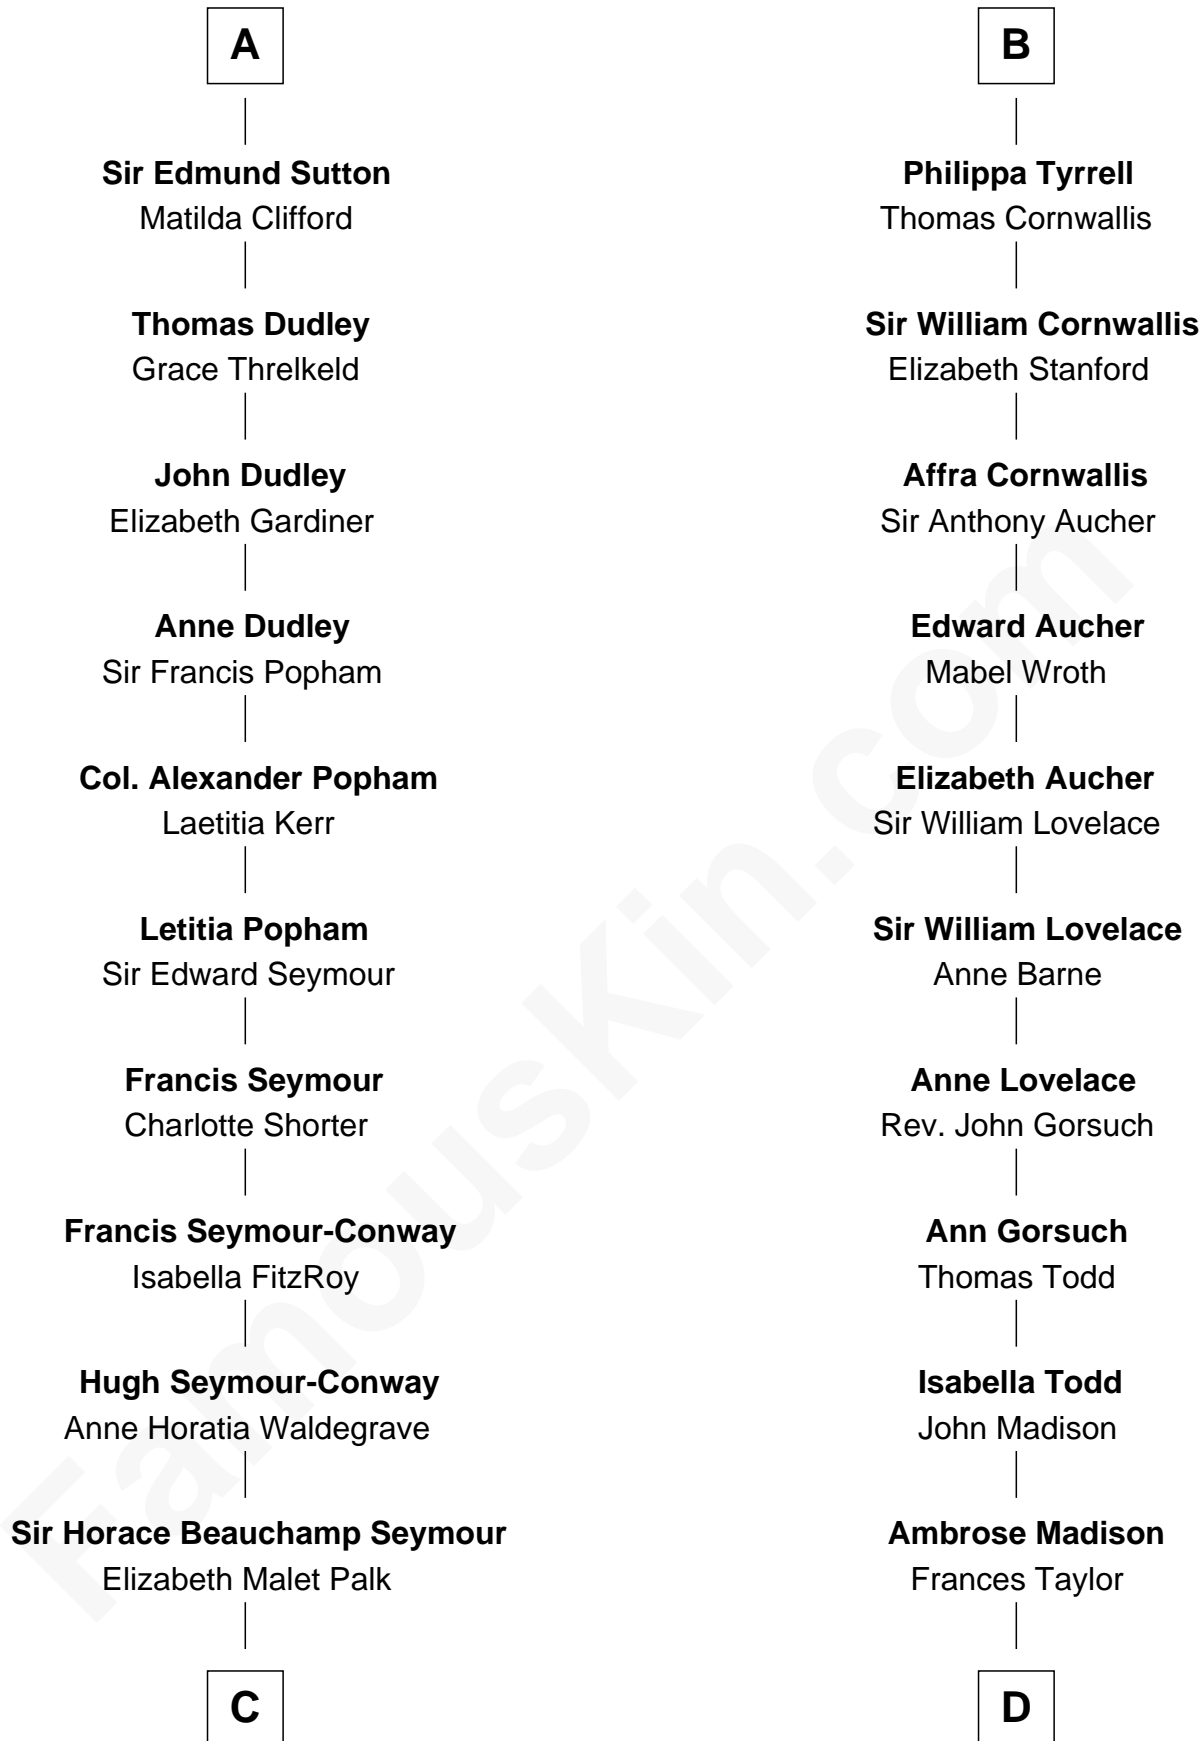 A
Sir Edmund Sutton
Matilda Clifford
Thomas Dudley
Grace Threlkeld
John Dudley
Elizabeth Gardiner
Anne Dudley
Sir Francis Popham
Col. Alexander Popham
Laetitia Kerr
Letitia Popham
Sir Edward Seymour
Francis Seymour
Charlotte Shorter
Francis Seymour-Conway
Isabella FitzRoy
Hugh Seymour-Conway
Anne Horatia Waldegrave
Sir Horace Beauchamp Seymour
Elizabeth Malet Palk
C
B
Philippa Tyrrell
Thomas Cornwallis
Sir William Cornwallis
Elizabeth Stanford
Affra Cornwallis
Sir Anthony Aucher
Edward Aucher
Mabel Wroth
Elizabeth Aucher
Sir William Lovelace
Sir William Lovelace
Anne Barne
Anne Lovelace
Rev. John Gorsuch
Ann Gorsuch
Thomas Todd
Isabella Todd
John Madison
Ambrose Madison
Frances Taylor
D
FamousKin.com